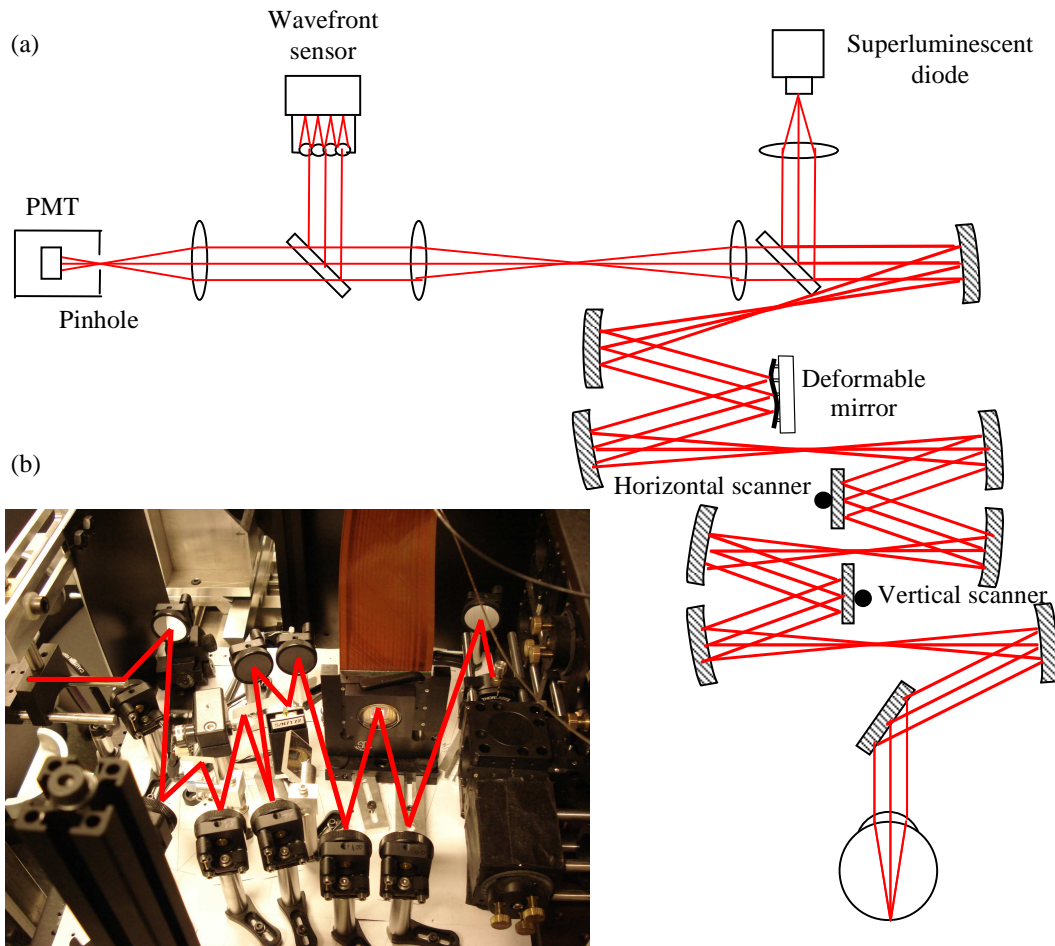 (a)
Wavefront
sensor
Superluminescent
diode
PMT
Pinhole
Deformable
mirror
(b)
Horizontal scanner
Vertical scanner